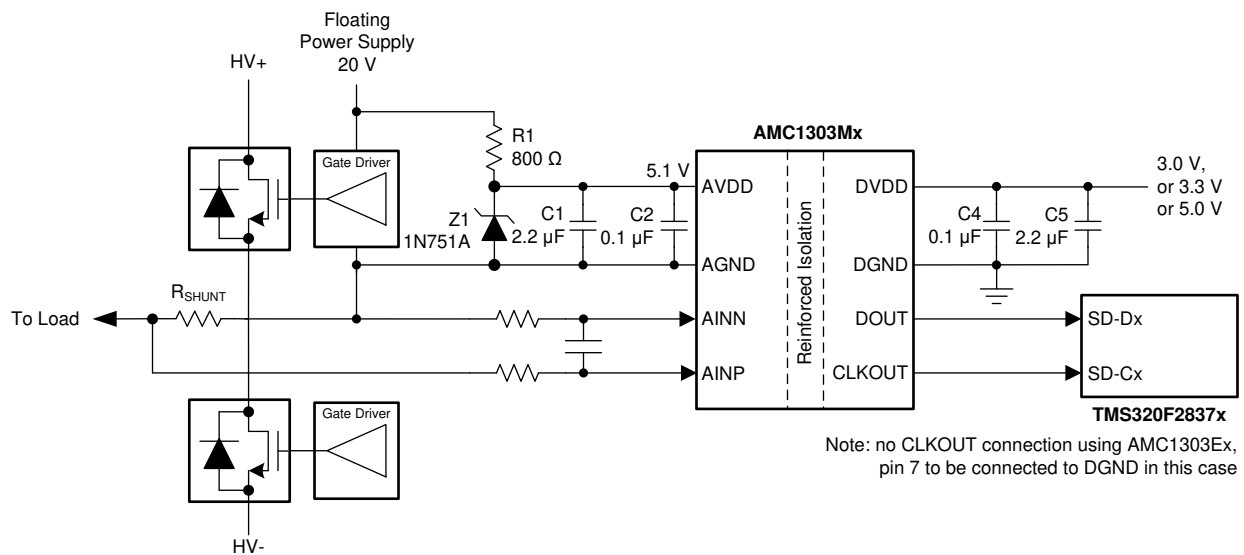 Floating
Power Supply
20 V
HV+
R1
800 Ω
AMC1303Mx
Gate Driver
5.1 V
AVDD
DVDD
3.0 V,
or 3.3 V
or 5.0 V
Z1
1N751A
C1
2.2 µF
C2
0.1 µF
C4
0.1 µF
C5
2.2 µF
Reinforced Isolation
AGND
DGND
RSHUNT
To Load
AINN
DOUT
SD-Dx
AINP
CLKOUT
SD-Cx
Gate Driver
TMS320F2837x
Note: no CLKOUT connection using AMC1303Ex,
pin 7 to be connected to DGND in this case
HV-